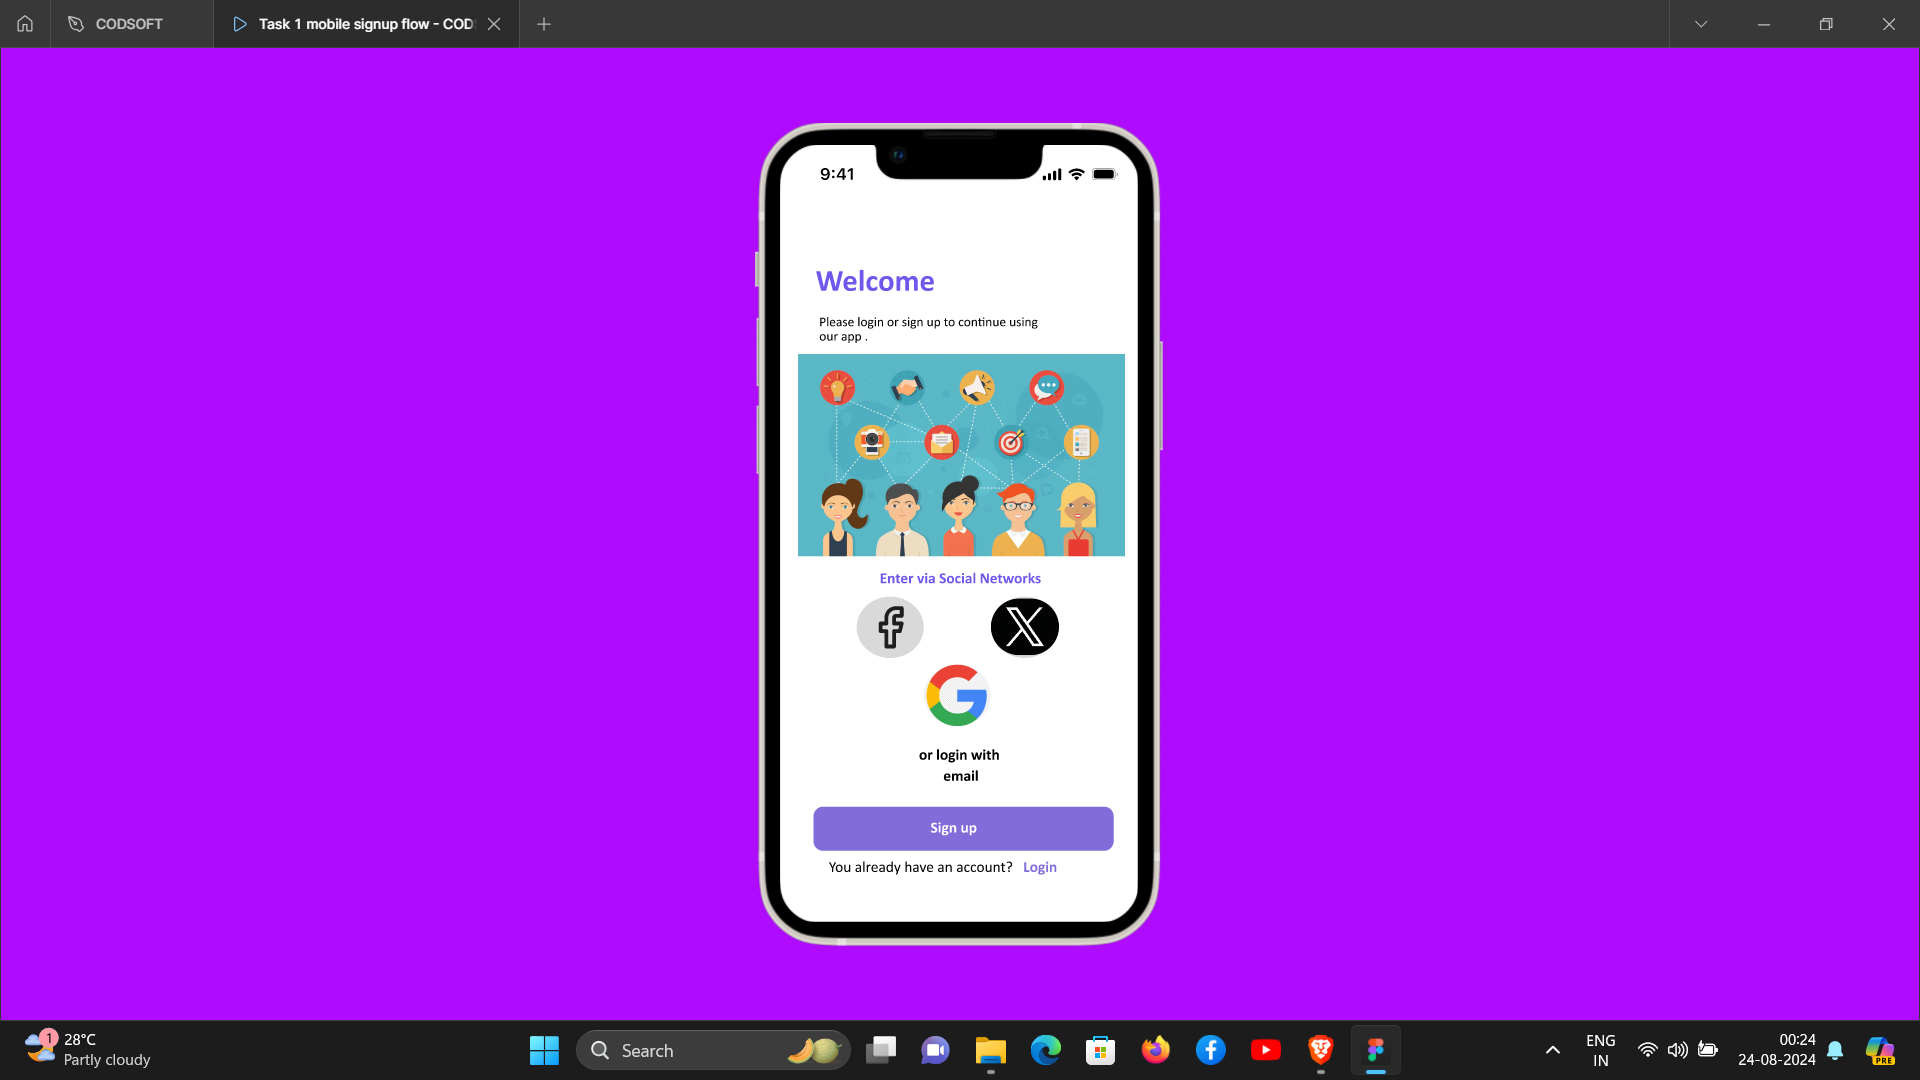 CODSOFT
Task 1 mobile signup flow - COD
9:41
Welcome
Please login or sign up to continue using
our app .
Enter via Social Networks
or login with
email
Sign up
You already have an account? Login
1
28°C
Partly cloudy
Search
ENG
IN
00:24
24-08-2024
PRE